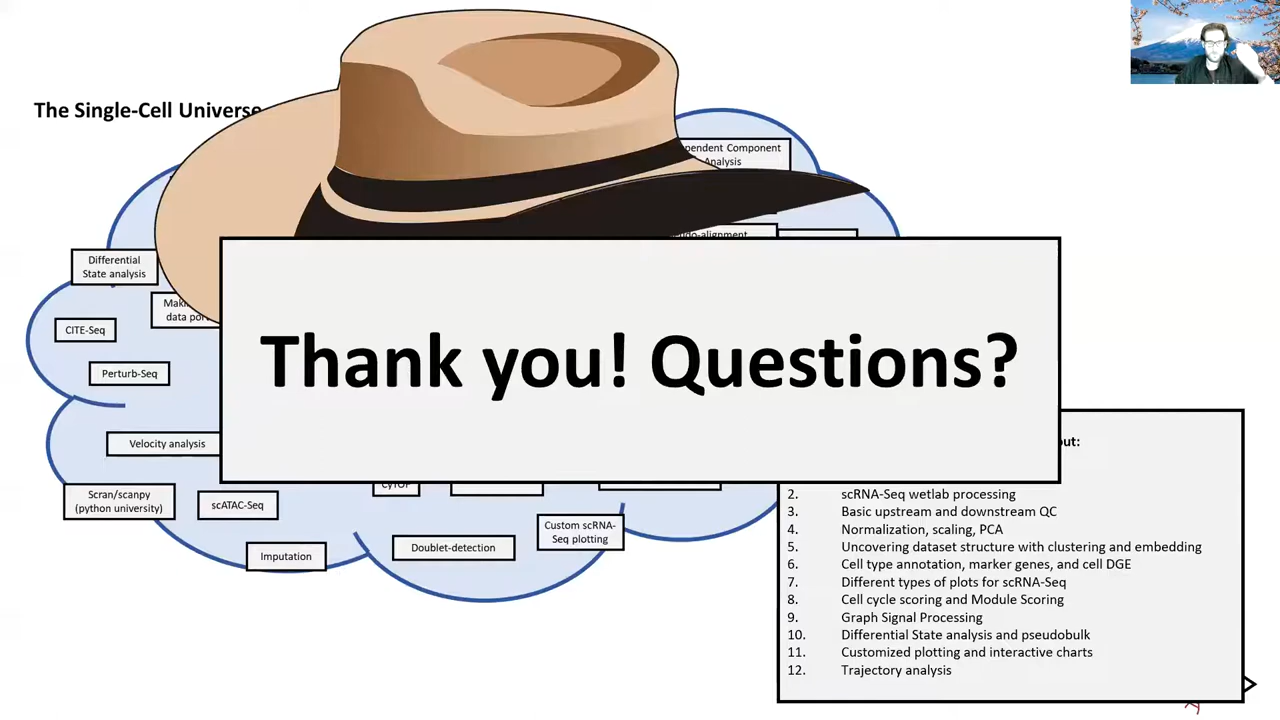 The Single-Cell Universe
pendent Component
Analysis
do-alignment
Differential
State analysis
CITE-Seq
data por
Perturb-Seq
Thank you! Questions?
Velocity analysis
Scran/scanpy
(python university)
scATAC-Seq
CyTOF
Custom scRNA-
Seq plotting
Doublet-detection
Imputation
out:
2. scRNA-Seq wetlab processing
3. Basic upstream and downstream QC
4. Normalization, scaling, PCA
5. Uncovering dataset structure with clustering and embedding
6. Cell type annotation, marker genes, and cell DGE
7. Different types of plots for scRNA-Seq
8. Cell cycle scoring and Module Scoring
9. Graph Signal Processing
10. Differential State analysis and pseudobulk
11. Customized plotting and interactive charts
12. Trajectory analysis